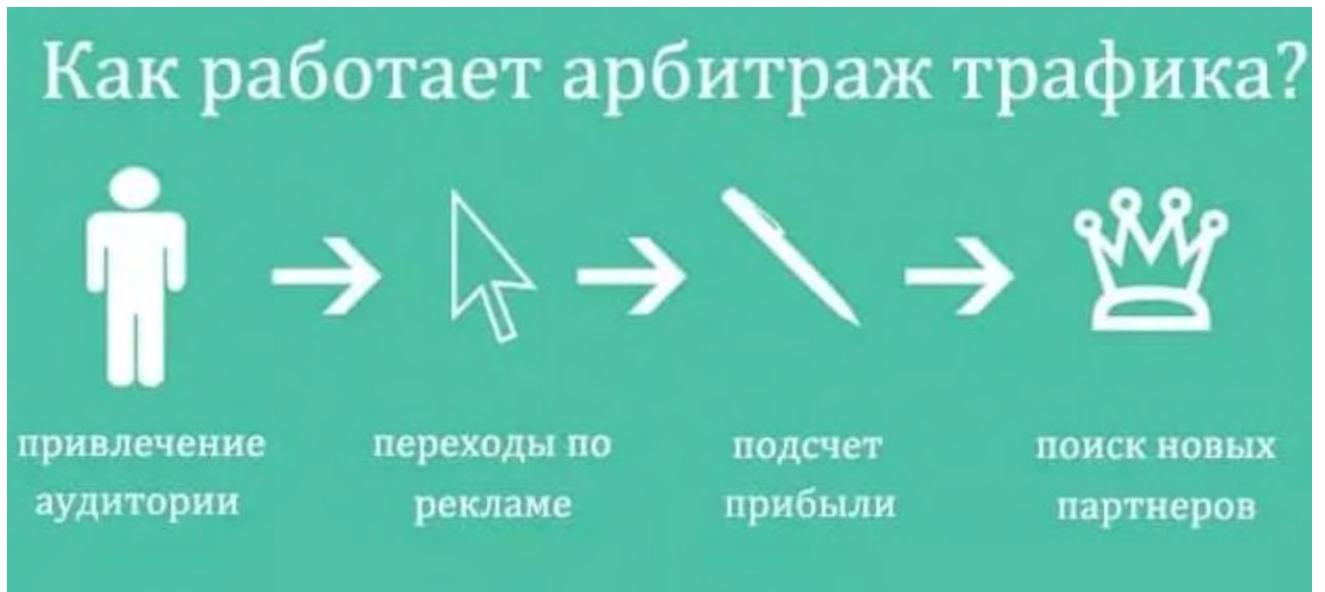 Как работает арбитраж трафика?
привлечение
аудитории
переходы по
рекламе
подсчет
прибыли
поиск новых
партнеров